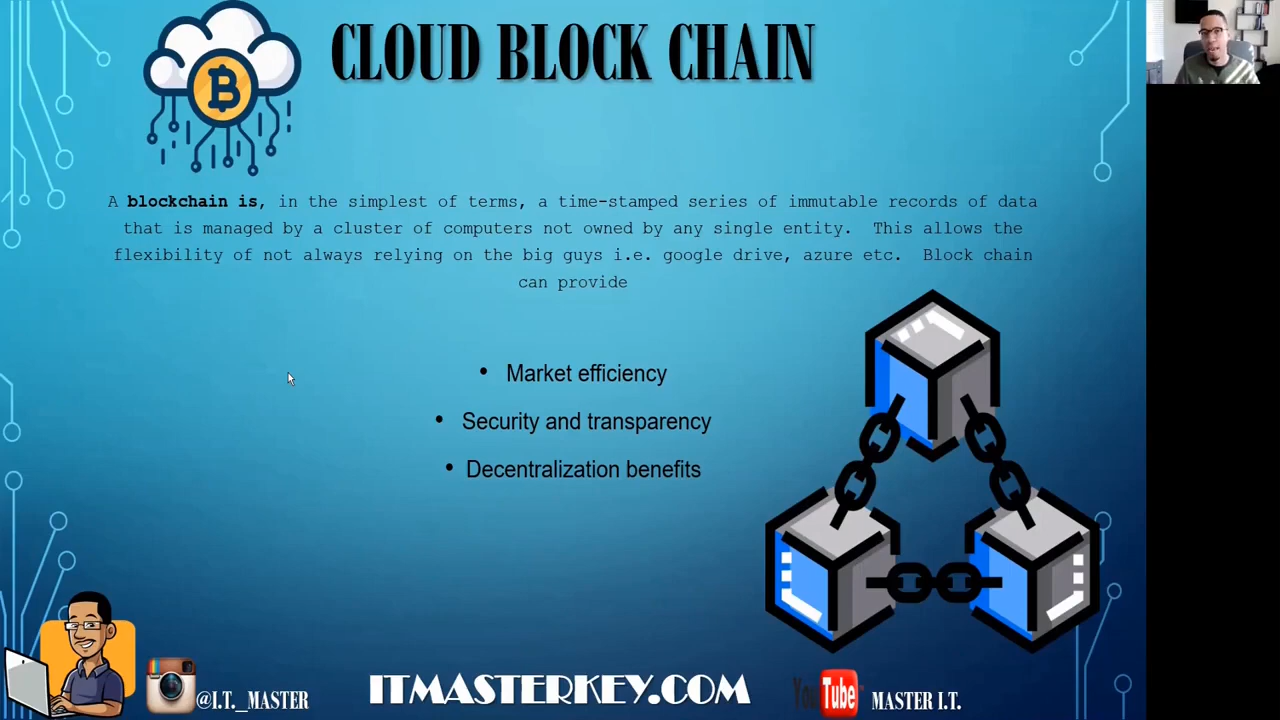 CLOUD BLOCK CHAIN
A blockchain is, in the simplest of terms, a time-stamped series of immutable records of data
that is managed by a cluster of computers not owned by any single entity. This allows the
flexibility of not always relying on the big guys i.e. google drive, azure etc. Block chain
can provide
• Market efficiency
• Security and transparency
• Decentralization benefits
@I.T._MASTER
ITMASTERKEY.COM
YouTube MASTER I.T.